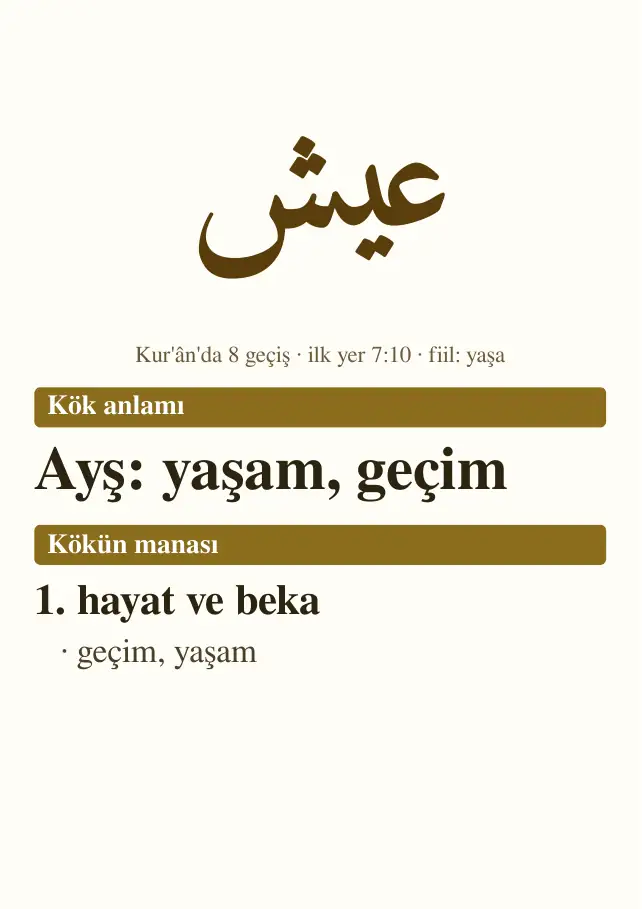 عيش
Kur'ân'da 8 geçiş · ilk yer 7:10 · fiil: yaşa
Kök anlamı
Ayş: yaşam, geçim
Kökün manası
1. hayat ve beka
· geçim, yaşam